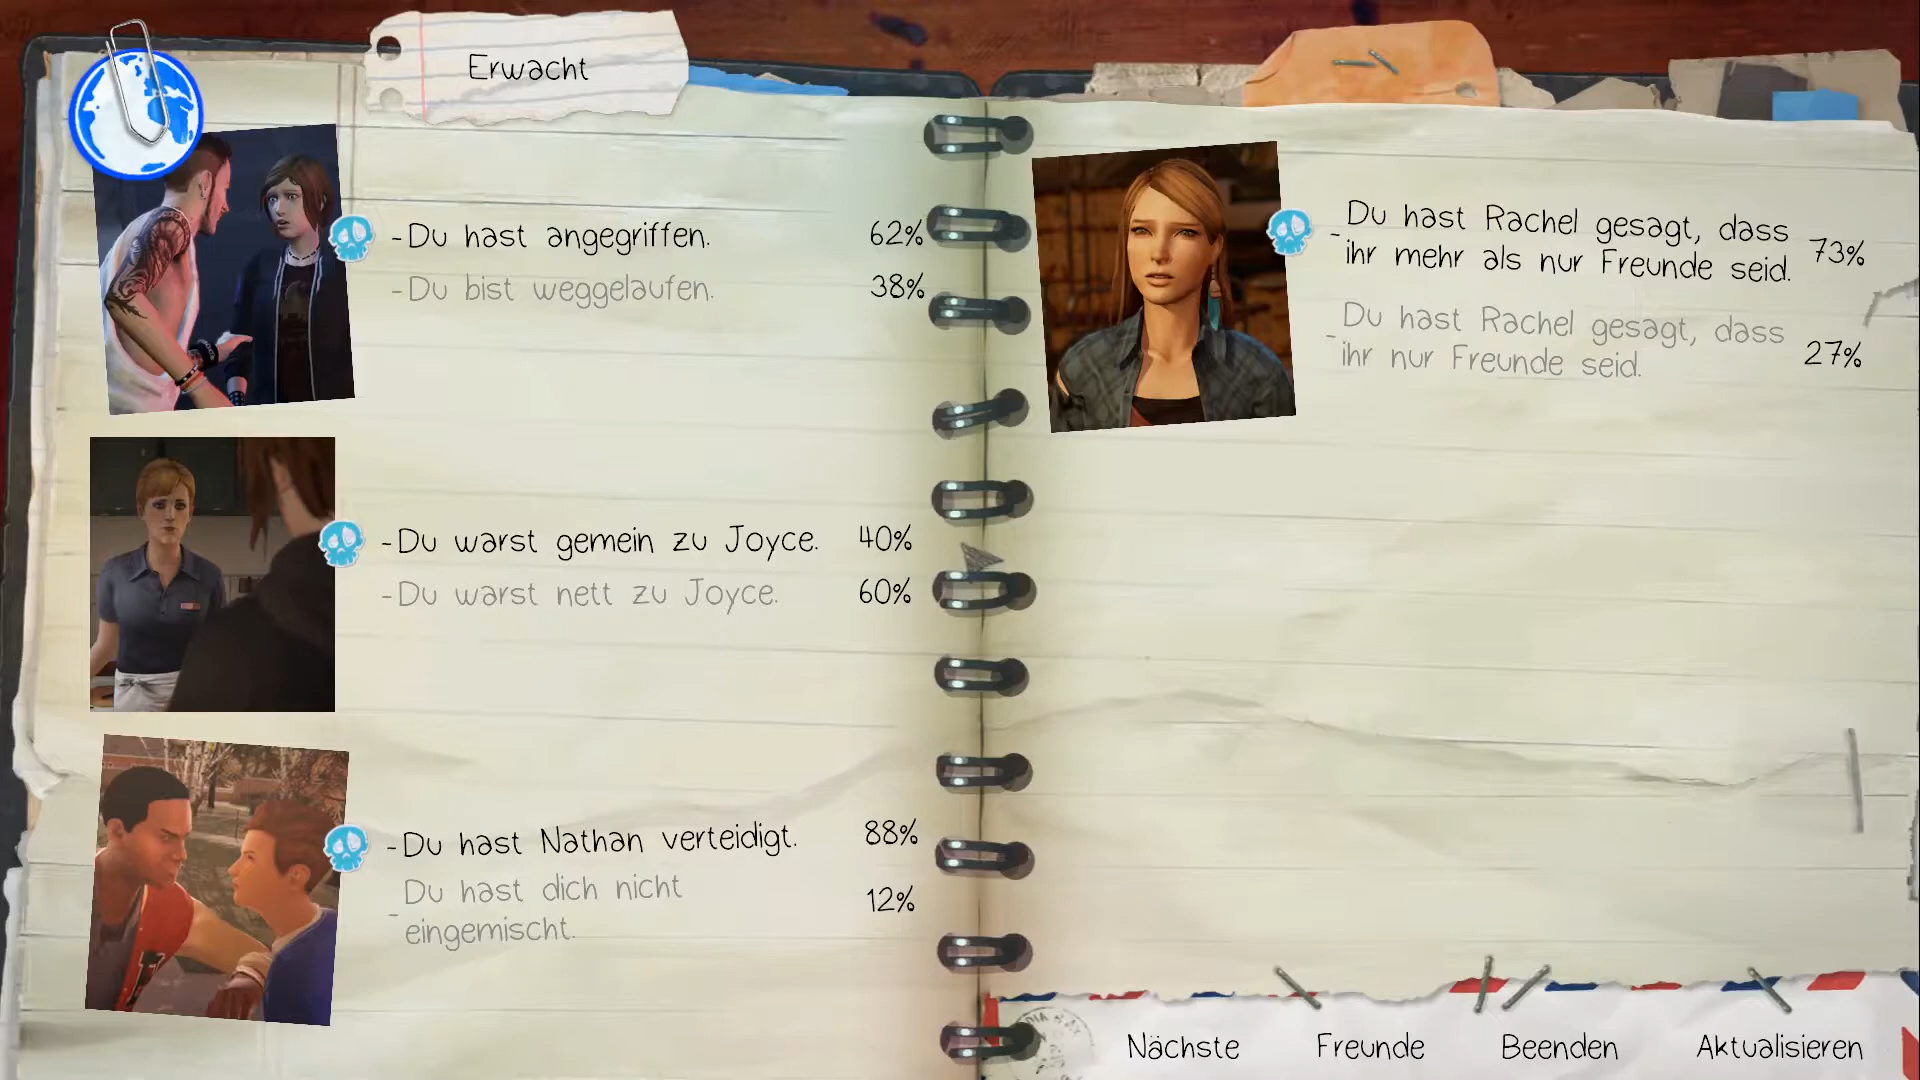 Erwacht
-Du hast angegriffen. 62%
-Du bist weggelaufen. 38%
-Du warst gemein zu Joyce. 40%
-Du warst nett zu Joyce. 60%
-Du hast Nathan verteidigt. 88%
-Du hast dich nicht
eingemischt. 12%
-Du hast Rachel gesagt, dass
ihr mehr als nur Freunde seid. 73%
-Du hast Rachel gesagt, dass
ihr nur Freunde seid. 27%
Nächste Freunde Beenden Aktualisieren